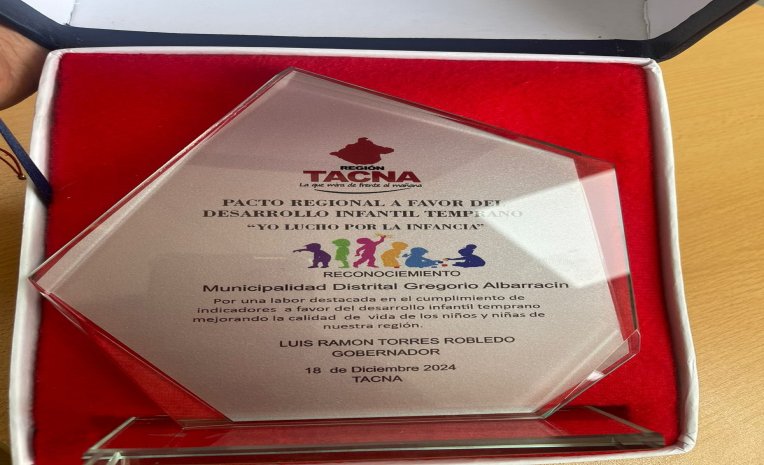 REGIÓN
TACNA
La que mira de frente al mañana
PACTO REGIONAL A FAVOR DEL
DESARROLLO INFANTIL TEMPRANO
"YO LUCHO POR LA INFANCIA"
RECONOCIEMIENTO
Municipalidad Distrital Gregorio Albarracin
Por una labor destacada en el cumplimiento de
indicadores a favor del desarrollo infantil temprano
mejorando la calidad de vida de los niños y niñas de
nuestra región.
LUIS RAMON TORRES ROBLEDO
GOBERNADOR
18 de Diciembre 2024
TACNA